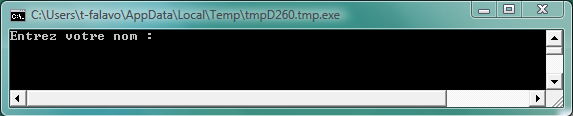 C:\Users\t-falavo\AppData\Local\Temp\tmpD260.tmp.exe
Entrez votre nom :